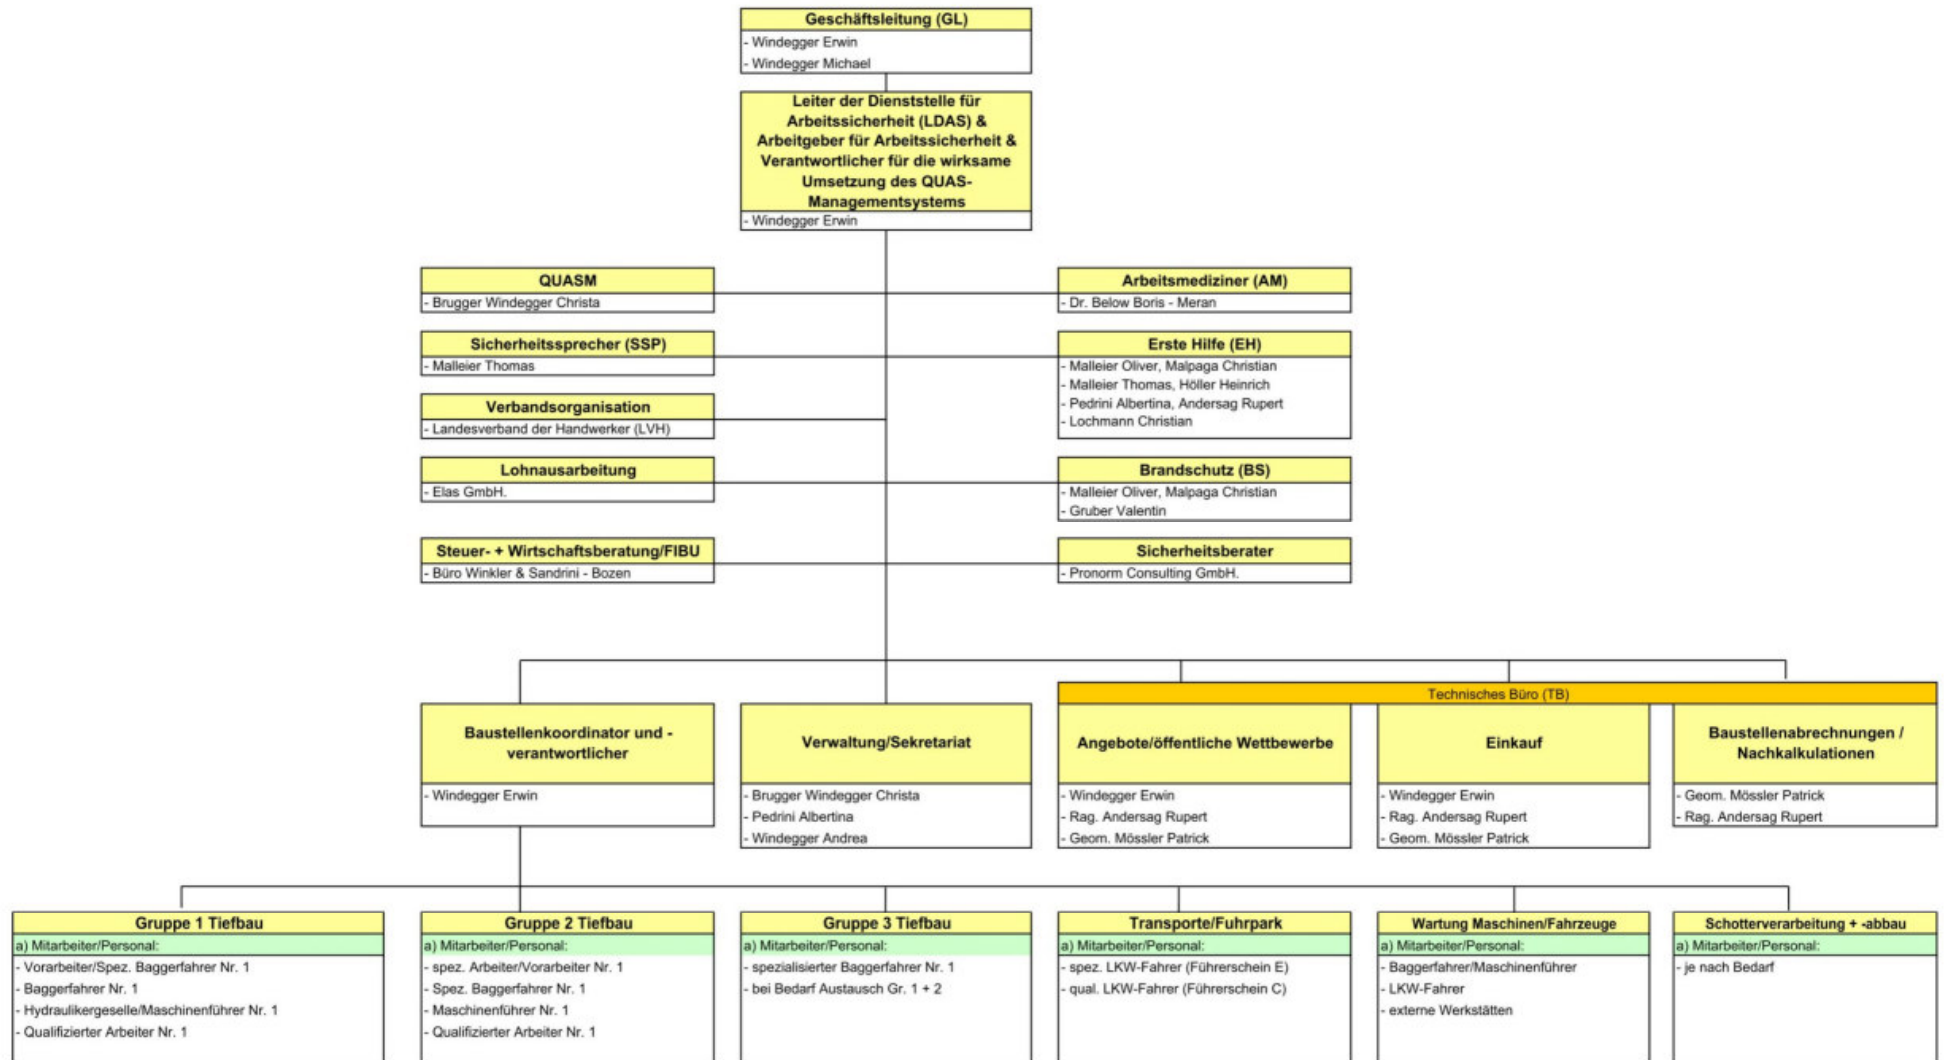 Geschäftsleitung (GL)
- Windegger Erwin
- Windegger Michael
Leiter der Dienststelle für
Arbeitssicherheit (LDAS) &
Arbeitgeber für Arbeitssicherheit &
Verantwortlicher für die wirksame
Umsetzung des QUAS-
Managementsystems
- Windegger Erwin
QUASM
- Brugger Windegger Christa
Arbeitsmediziner (AM)
- Dr. Below Boris - Meran
Sicherheitssprecher (SSP)
- Malleier Thomas
Erste Hilfe (EH)
- Malleier Oliver, Malpaga Christian
- Malleier Thomas, Höller Heinrich
- Pedrini Albertina, Andersag Rupert
- Lochmann Christian
Verbandsorganisation
- Landesverband der Handwerker (LVH)
Lohnausarbeitung
- Elas GmbH.
Brandschutz (BS)
- Malleier Oliver, Malpaga Christian
- Gruber Valentin
Steuer- + Wirtschaftsberatung/FIBU
- Büro Winkler & Sandrini - Bozen
Sicherheitsberater
- Pronorm Consulting GmbH.
Technisches Büro (TB)
Baustellenkoordinator und -
verantwortlicher
- Windegger Erwin
Verwaltung/Sekretariat
- Brugger Windegger Christa
- Pedrini Albertina
- Windegger Andrea
Angebote/öffentliche Wettbewerbe
- Windegger Erwin
- Rag. Andersag Rupert
- Geom. Mössler Patrick
Einkauf
- Windegger Erwin
- Rag. Andersag Rupert
- Geom. Mössler Patrick
Baustellenabrechnungen /
Nachkalkulationen
- Geom. Mössler Patrick
- Rag. Andersag Rupert
Gruppe 1 Tiefbau
a) Mitarbeiter/Personal:
- Vorarbeiter/Spez. Baggerfahrer Nr. 1
- Baggerfahrer Nr. 1
- Hydraulikergeselle/Maschinenführer Nr. 1
- Qualifizierter Arbeiter Nr. 1
Gruppe 2 Tiefbau
a) Mitarbeiter/Personal:
- spez. Arbeiter/Vorarbeiter Nr. 1
- Spez. Baggerfahrer Nr. 1
- Maschinenführer Nr. 1
- Qualifizierter Arbeiter Nr. 1
Gruppe 3 Tiefbau
a) Mitarbeiter/Personal:
- spezialisierter Baggerfahrer Nr. 1
- bei Bedarf Austausch Gr. 1 + 2
Transporte/Fuhrpark
a) Mitarbeiter/Personal:
- spez. LKW-Fahrer (Führerschein E)
- qual. LKW-Fahrer (Führerschein C)
Wartung Maschinen/Fahrzeuge
a) Mitarbeiter/Personal:
- Baggerfahrer/Maschinenführer
- LKW-Fahrer
- externe Werkstätten
Schotterverarbeitung + -abbau
a) Mitarbeiter/Personal:
- je nach Bedarf